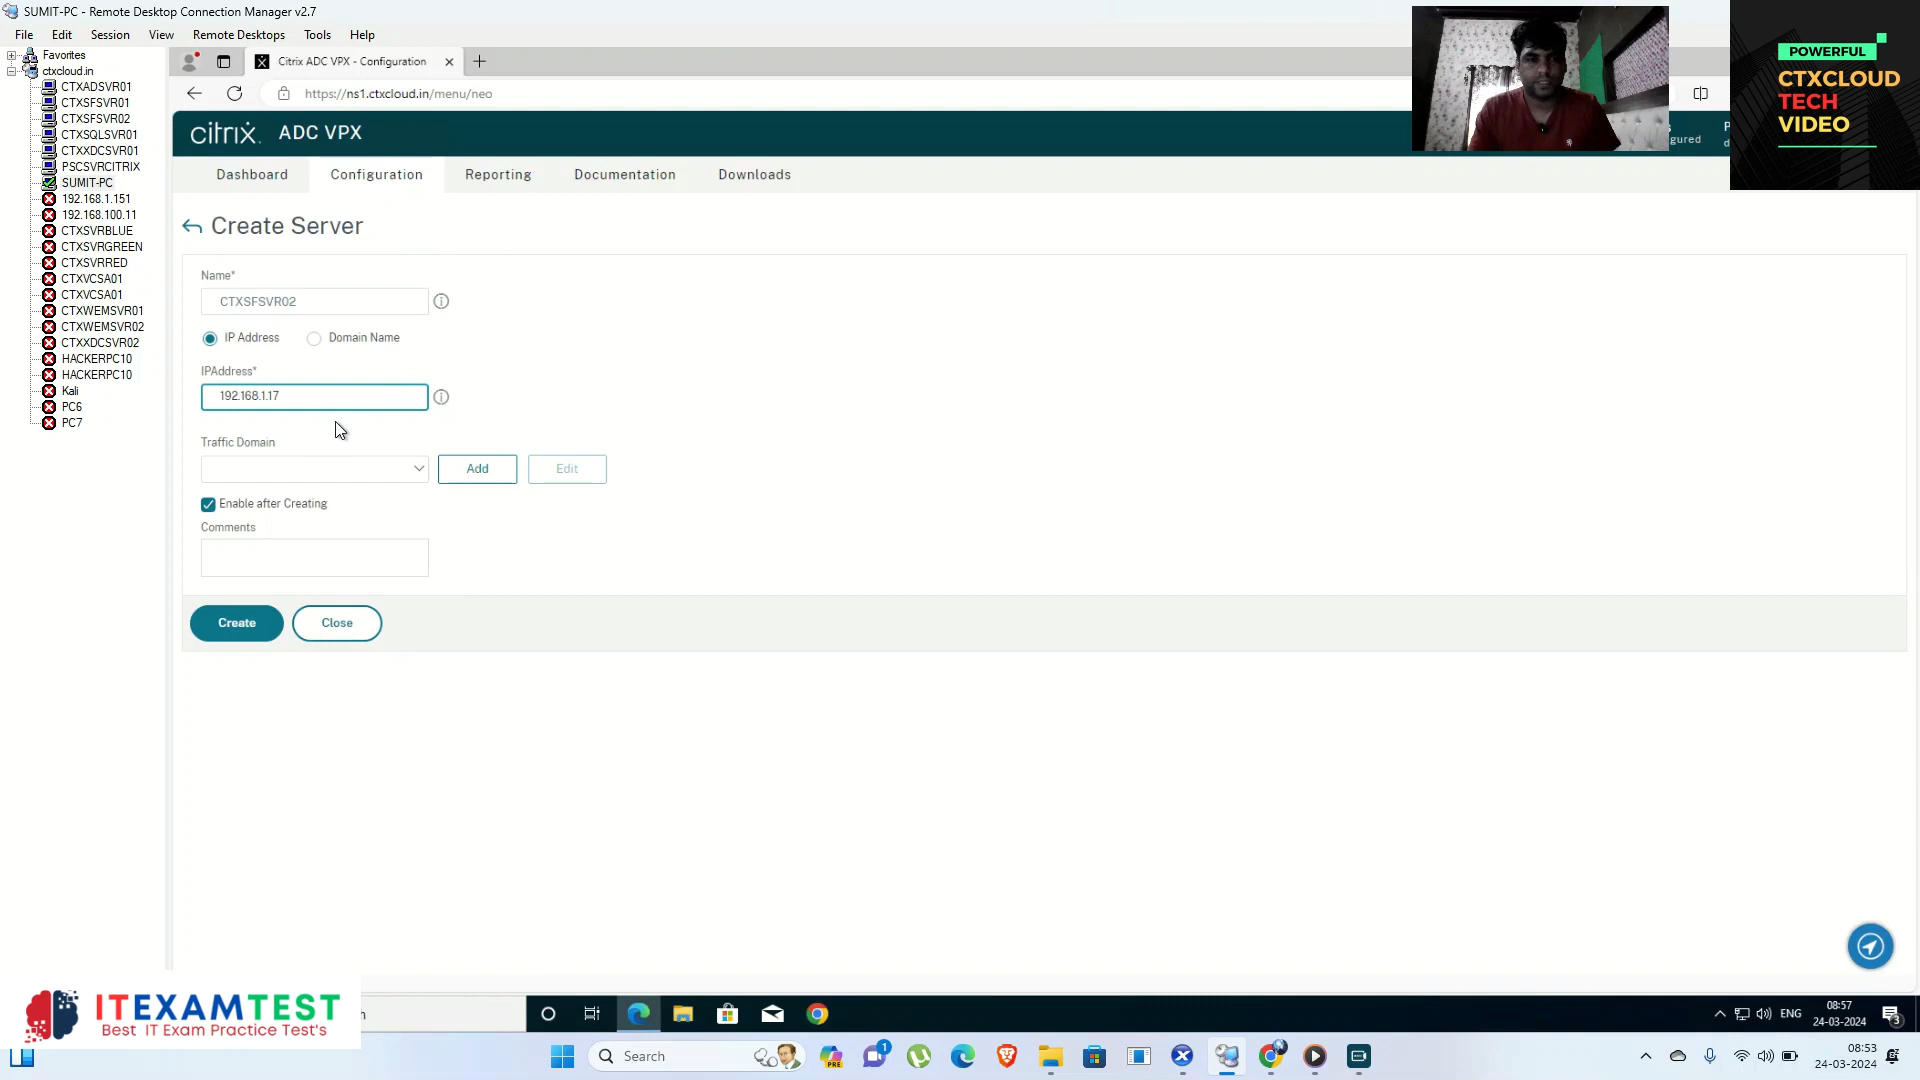 SUMIT-PC - Remote Desktop Connection Manager v2.7
File Edit Session View Remote Desktops Tools Help
Favorites
ctxcloud.in
CTXADSVR01
CTXSFSVR01
CTXSFSVR02
CTXSQLSVR01
CTXXDCSVR01
PSCSVRCITRIX
SUMIT-PC
192.168.1.151
192.168.100.11
CTXSVRBLUE
CTXSVRGREEN
CTXSVRRED
CTXVCSA01
CTXVCSA01
CTXWEMSVR01
CTXWEMSVR02
CTXXDCSVR02
HACKERPC10
HACKERPC10
Kali
PC6
PC7
Citrix ADC VPX - Configuration
https://ns1.ctxcloud.in/menu/neo
citrix. ADC VPX
gured
Dashboard Configuration Reporting Documentation Downloads
POWERFUL
CTXCLOUD
TECH
VIDEO
Create Server
Name*
CTXSFSVR02
IP Address Domain Name
IPAddress*
192.168.1.17
Traffic Domain
Add Edit
Enable after Creating
Comments
Create Close
ITEXAMTEST
Best IT Exam Practice Test's
ENG
08:57
24-03-2024
3
Search
PRE
1
08:53
24-03-2024